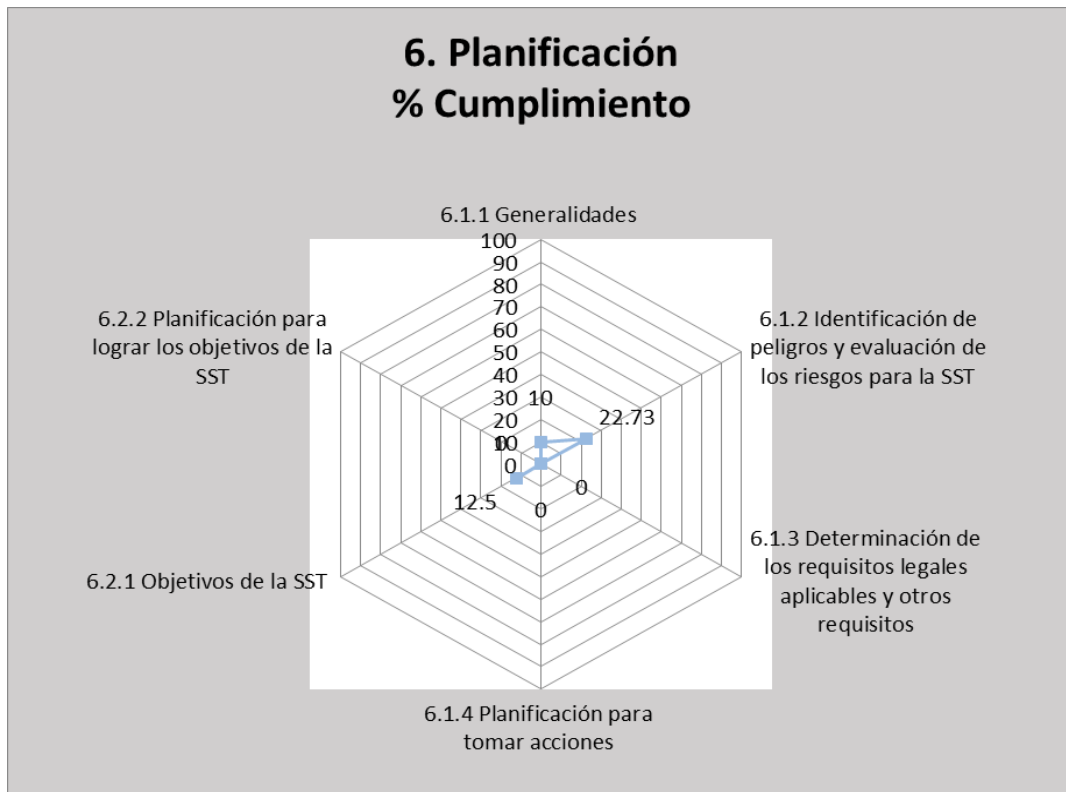 6. Planificación
% Cumplimiento
6.1.1 Generalidades
100
90
80
70
60
50
40
30
20
10
0
10
22.73
0
0
12.5
0
6.1.2 Identificación de
peligros y evaluación de
los riesgos para la SST
6.1.3 Determinación de
los requisitos legales
aplicables y otros
requisitos
6.1.4 Planificación para
tomar acciones
6.2.1 Objetivos de la SST
6.2.2 Planificación para
lograr los objetivos de la
SST